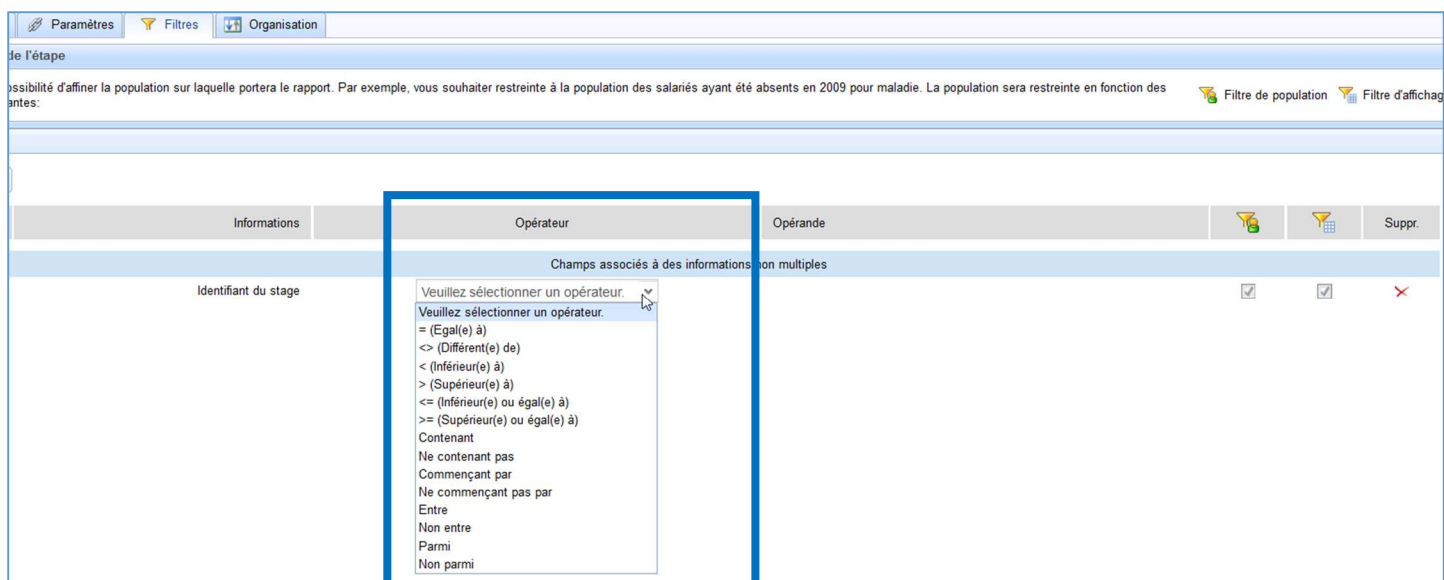 Paramètres Filtres Organisation
de l'étape
ossibilité d'affiner la population sur laquelle portera le rapport. Par exemple, vous souhaiter restreinte à la population des salariés ayant été absents en 2009 pour maladie. La population sera restreinte en fonction des
antes:
Filtre de population Filtre d'affichag
Informations Opérateur Opérande Suppr.
Champs associés à des informations non multiples
Identifiant du stage Veuillez sélectionner un opérateur.
Veuillez sélectionner un opérateur.
= (Egal(e) à)
<> (Différent(e) de)
< (Inférieur(e) à)
> (Supérieur(e) à)
<= (Inférieur(e) ou égal(e) à)
>= (Supérieur(e) ou égal(e) à)
Contenant
Ne contenant pas
Commençant par
Ne commençant pas par
Entre
Non entre
Parmi
Non parmi